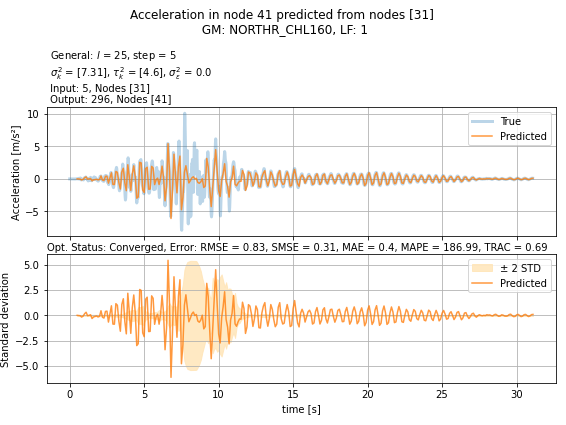 Acceleration in node 41 predicted from nodes [31]
GM: NORTHR_CHL160, LF: 1
General: l = 25, step = 5
σ²ₖ = [7.31], τ²ₖ = [4.6], σ²ε = 0.0
Input: 5, Nodes [31]
Output: 296, Nodes [41]
Acceleration [m/s²]
10
5
0
−5
True
Predicted
Opt. Status: Converged, Error: RMSE = 0.83, SMSE = 0.31, MAE = 0.4, MAPE = 186.99, TRAC = 0.69
Standard deviation
5.0
2.5
0.0
−2.5
−5.0
± 2 STD
Predicted
0 5 10 15 20 25 30
time [s]